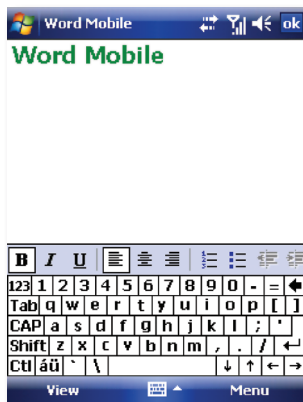 Word Mobile
ok
Word Mobile
B I U
123 1 2 3 4 5 6 7 8 9 0 - =
Tab q w e r t y u i o p [ ]
CAP a s d f g h j k l ; '
Shift z x c v b n m , . /
Ctl áü ` \
View Menu